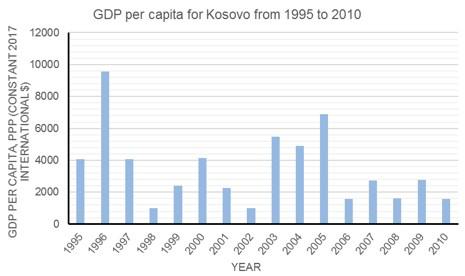 GDP per capita for Kosovo from 1995 to 2010
GDP PER CAPITA, PPP (CONSTANT 2017
INTERNATIONAL $)
12000
10000
8000
6000
4000
2000
0
1995 1996 1997 1998 1999 2000 2001 2002 2003 2004 2005 2006 2007 2008 2009 2010
YEAR